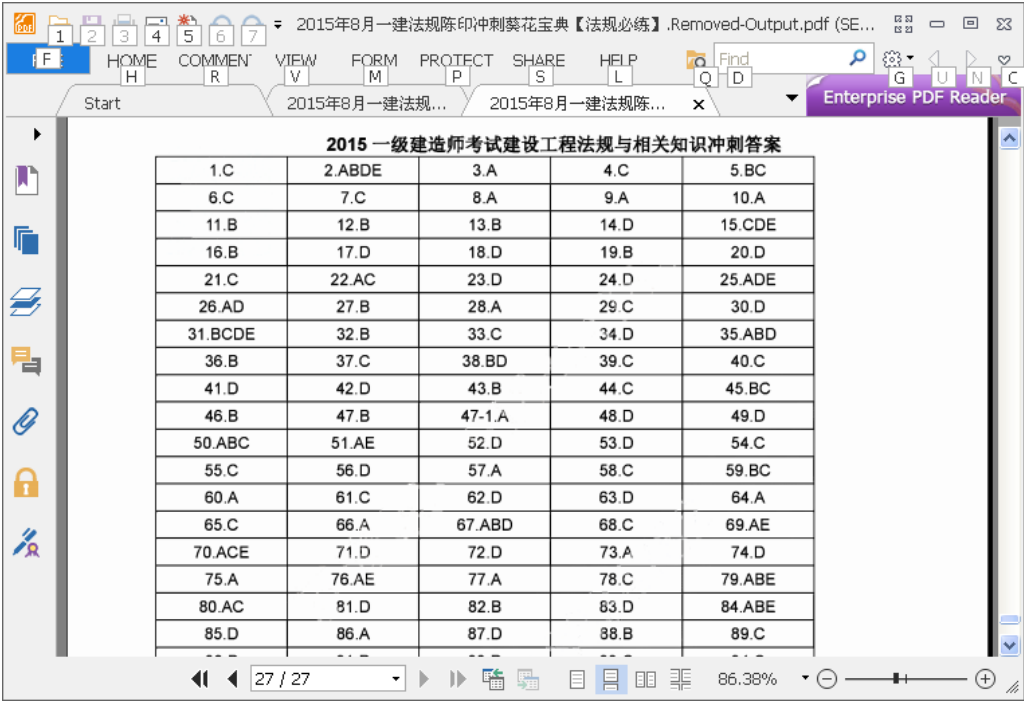 2015年8月一建法规陈印冲刺葵花宝典【法规必练】.Removed-Output.pdf (SE...
1 2 3 4 5 6 7
HOME COMMENT VIEW FORM PROTECT SHARE HELP Find
F H R V M P S L Q D G U N C
Start 2015年8月一建法规... 2015年8月一建法规陈... Enterprise PDF Reader
2015 一级建造师考试建设工程法规与相关知识冲刺答案
1.C 2.ABDE 3.A 4.C 5.BC
6.C 7.C 8.A 9.A 10.A
11.B 12.B 13.B 14.D 15.CDE
16.B 17.D 18.D 19.B 20.D
21.C 22.AC 23.D 24.D 25.ADE
26.AD 27.B 28.A 29.C 30.D
31.BCDE 32.B 33.C 34.D 35.ABD
36.B 37.C 38.BD 39.C 40.C
41.D 42.D 43.B 44.C 45.BC
46.B 47.B 47-1.A 48.D 49.D
50.ABC 51.AE 52.D 53.D 54.C
55.C 56.D 57.A 58.C 59.BC
60.A 61.C 62.D 63.D 64.A
65.C 66.A 67.ABD 68.C 69.AE
70.ACE 71.D 72.D 73.A 74.D
75.A 76.AE 77.A 78.C 79.ABE
80.AC 81.D 82.B 83.D 84.ABE
85.D 86.A 87.D 88.B 89.C
27 / 27 86.38%